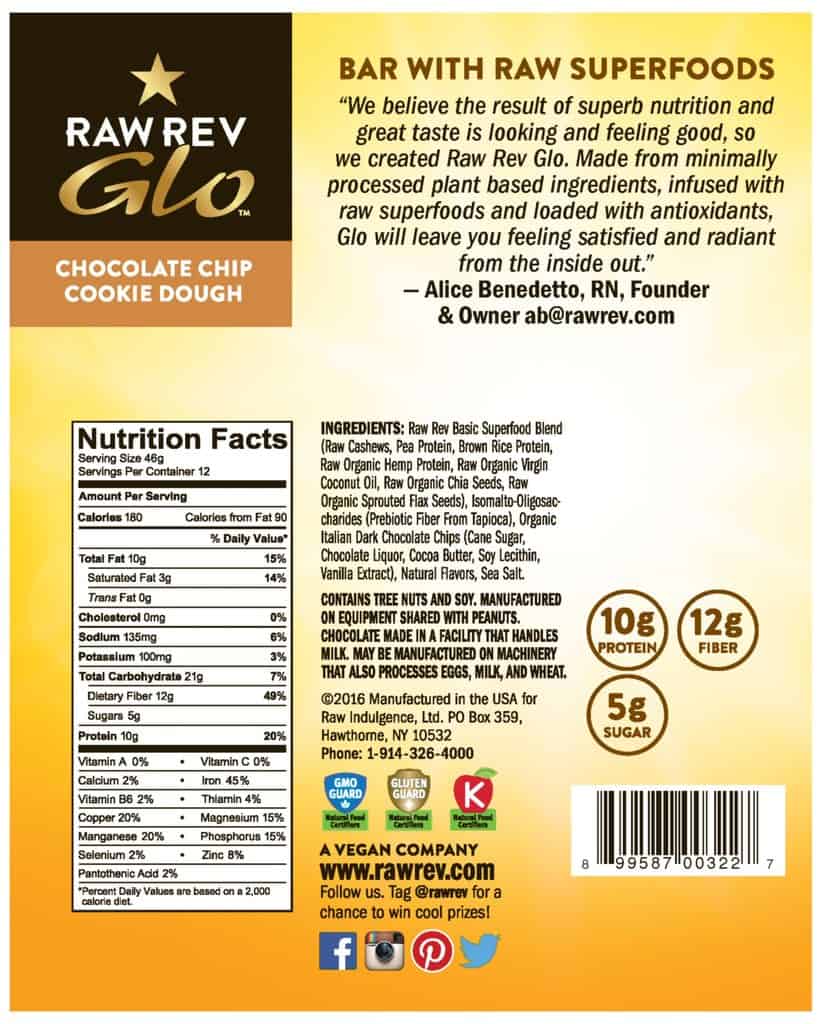 RAW REV
Glo™
CHOCOLATE CHIP
COOKIE DOUGH
BAR WITH RAW SUPERFOODS
“We believe the result of superb nutrition and
great taste is looking and feeling good, so
we created Raw Rev Glo. Made from minimally
processed plant based ingredients, infused with
raw superfoods and loaded with antioxidants,
Glo will leave you feeling satisfied and radiant
from the inside out.”
— Alice Benedetto, RN, Founder
& Owner ab@rawrev.com
Nutrition Facts
Serving Size 46g
Servings Per Container 12
Amount Per Serving
Calories 180 Calories from Fat 90
% Daily Value*
Total Fat 10g 15%
Saturated Fat 3g 14%
Trans Fat 0g
Cholesterol 0mg 0%
Sodium 135mg 6%
Potassium 100mg 3%
Total Carbohydrate 21g 7%
Dietary Fiber 12g 49%
Sugars 5g
Protein 10g 20%
Vitamin A 0% • Vitamin C 0%
Calcium 2% • Iron 45%
Vitamin B6 2% • Thiamin 4%
Copper 20% • Magnesium 15%
Manganese 20% • Phosphorus 15%
Selenium 2% • Zinc 8%
Pantothenic Acid 2%
*Percent Daily Values are based on a 2,000
calorie diet.
INGREDIENTS: Raw Rev Basic Superfood Blend
(Raw Cashews, Pea Protein, Brown Rice Protein,
Raw Organic Hemp Protein, Raw Organic Virgin
Coconut Oil, Raw Organic Chia Seeds, Raw
Organic Sprouted Flax Seeds), Isomalto-Oligosac-
charides (Prebiotic Fiber From Tapioca), Organic
Italian Dark Chocolate Chips (Cane Sugar,
Chocolate Liquor, Cocoa Butter, Soy Lecithin,
Vanilla Extract), Natural Flavors, Sea Salt.
CONTAINS TREE NUTS AND SOY. MANUFACTURED
ON EQUIPMENT SHARED WITH PEANUTS.
CHOCOLATE MADE IN A FACILITY THAT HANDLES
MILK. MAY BE MANUFACTURED ON MACHINERY
THAT ALSO PROCESSES EGGS, MILK, AND WHEAT.
©2016 Manufactured in the USA for
Raw Indulgence, Ltd. PO Box 359,
Hawthorne, NY 10532
Phone: 1-914-326-4000
GMO
GUARD
Natural Food
Certifiers
GLUTEN
GUARD
Natural Food
Certifiers
K
Natural Food
Certifiers
A VEGAN COMPANY
www.rawrev.com
Follow us. Tag @rawrev for a
chance to win cool prizes!
10g
PROTEIN
12g
FIBER
5g
SUGAR
8 99587 00322 7